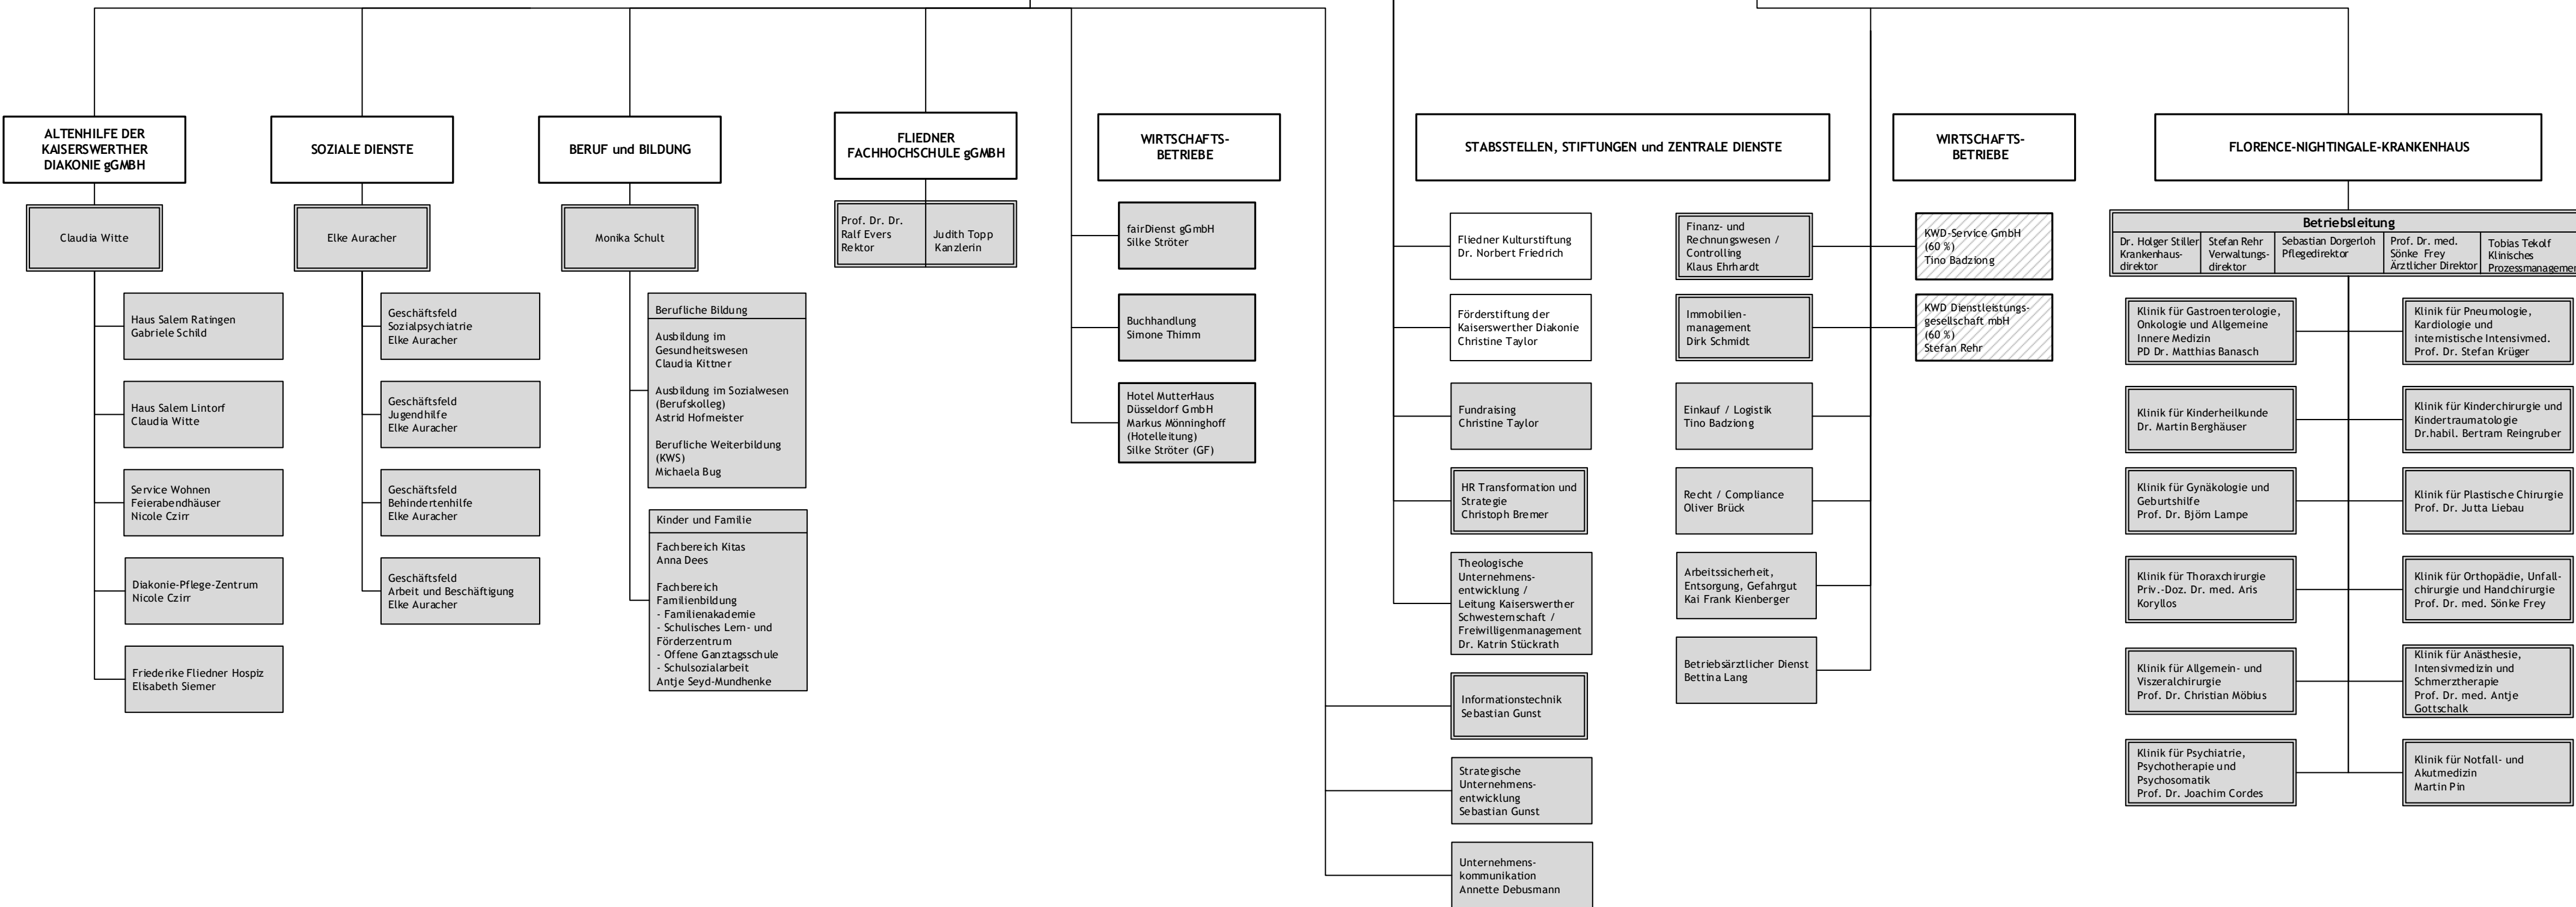 ALTENHILFE DER
KAISERSWERTHER
DIAKONIE gGMBH
Claudia Witte
Haus Salem Ratingen
Gabriele Schild
Haus Salem Lintorf
Claudia Witte
Service Wohnen
Feierabendhäuser
Nicole Czirr
Diakonie-Pflege-Zentrum
Nicole Czirr
Friederike Fliedner Hospiz
Elisabeth Siemer
SOZIALE DIENSTE
Elke Auracher
Geschäftsfeld
Sozialpsychiatrie
Elke Auracher
Geschäftsfeld
Jugendhilfe
Elke Auracher
Geschäftsfeld
Behindertenhilfe
Elke Auracher
Geschäftsfeld
Arbeit und Beschäftigung
Elke Auracher
BERUF und BILDUNG
Monika Schult
Berufliche Bildung
Ausbildung im
Gesundheitswesen
Claudia Kittner
Ausbildung im Sozialwesen
(Berufskolleg)
Astrid Hofmeister
Berufliche Weiterbildung
(KWS)
Michaela Bug
Kinder und Familie
Fachbereich Kitas
Anna Dees
Fachbereich
Familienbildung
- Familienakademie
- Schulisches Lern- und
Förderzentrum
- Offene Ganztagsschule
- Schulsozialarbeit
Antje Seyd-Mundhenke
FLIEDNER
FACHHOCHSCHULE gGMBH
Prof. Dr. Dr.
Ralf Evers
Rektor
Judith Topp
Kanzlerin
WIRTSCHAFTS-
BETRIEBE
fairDienst gGmbH
Silke Ströter
Buchhandlung
Simone Thimm
Hotel MutterHaus
Düsseldorf GmbH
Markus Mönninghoff
(Hotelleitung)
Silke Ströter (GF)
STABSSTELLEN, STIFTUNGEN und ZENTRALE DIENSTE
Fliedner Kulturstiftung
Dr. Norbert Friedrich
Förderstiftung der
Kaiserswerther Diakonie
Christine Taylor
Fundraising
Christine Taylor
HR Transformation und
Strategie
Christoph Bremer
Theologische
Unternehmens-
entwicklung /
Leitung Kaiserswerther
Schwesternschaft /
Freiwilligenmanagement
Dr. Katrin Stückrath
Informationstechnik
Sebastian Gunst
Strategische
Unternehmens-
entwicklung
Sebastian Gunst
Unternehmens-
kommunikation
Annette Debusmann
Finanz- und
Rechnungswesen /
Controlling
Klaus Ehrhardt
Immobilien-
management
Dirk Schmidt
Einkauf / Logistik
Tino Badziong
Recht / Compliance
Oliver Brück
Arbeitssicherheit,
Entsorgung, Gefahrgut
Kai Frank Kienberger
Betriebsärztlicher Dienst
Bettina Lang
WIRTSCHAFTS-
BETRIEBE
KWD-Service GmbH
(60 %)
Tino Badziong
KWD Dienstleistungs-
gesellschaft mbH
(60 %)
Stefan Rehr
FLORENCE-NIGHTINGALE-KRANKENHAUS
Betriebsleitung
Dr. Holger Stiller
Krankenhaus-
direktor
Stefan Rehr
Verwaltungs-
direktor
Sebastian Dorgerloh
Pflegedirektor
Prof. Dr. med.
Sönke Frey
Ärztlicher Direktor
Tobias Tekolf
Klinisches
Prozessmanagemen
Klinik für Gastroenterologie,
Onkologie und Allgemeine
Innere Medizin
PD Dr. Matthias Banasch
Klinik für Kinderheilkunde
Dr. Martin Berghäuser
Klinik für Gynäkologie und
Geburtshilfe
Prof. Dr. Björn Lampe
Klinik für Thoraxchirurgie
Priv.-Doz. Dr. med. Aris
Koryllos
Klinik für Allgemein- und
Viszeralchirurgie
Prof. Dr. Christian Möbius
Klinik für Psychiatrie,
Psychotherapie und
Psychosomatik
Prof. Dr. Joachim Cordes
Klinik für Pneumologie,
Kardiologie und
internistische Intensivmed.
Prof. Dr. Stefan Krüger
Klinik für Kinderchirurgie und
Kindertraumatologie
Dr.habil. Bertram Reingruber
Klinik für Plastische Chirurgie
Prof. Dr. Jutta Liebau
Klinik für Orthopädie, Unfall-
chirurgie und Handchirurgie
Prof. Dr. med. Sönke Frey
Klinik für Anästhesie,
Intensivmedizin und
Schmerztherapie
Prof. Dr. med. Antje
Gottschalk
Klinik für Notfall- und
Akutmedizin
Martin Pin